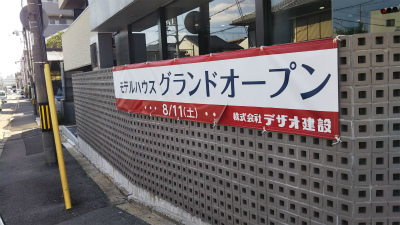 モデルハウス グランドオープン
・・・ 8/11(土) ・・・
株式会社 デザオ建設